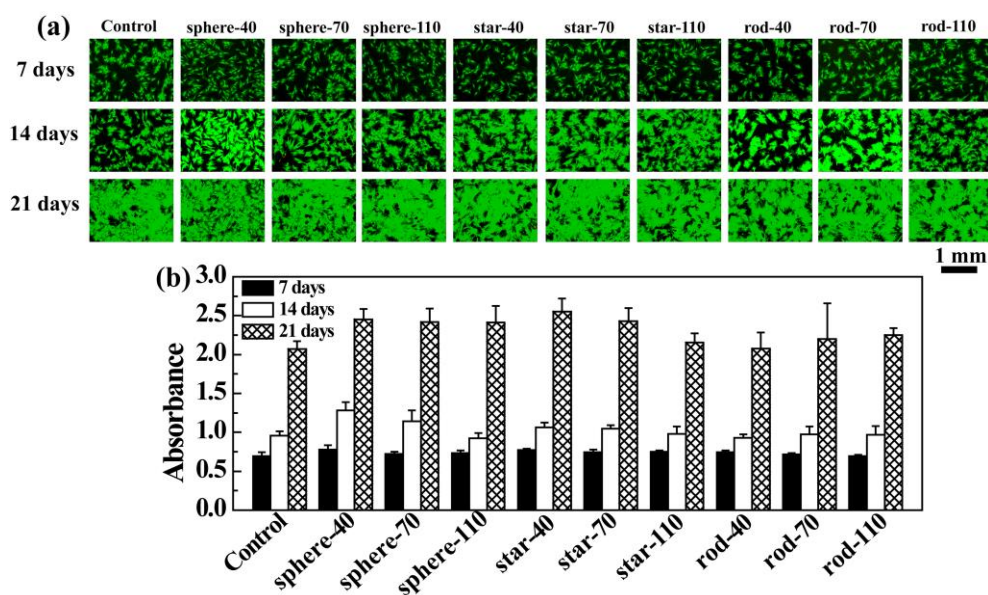 (a)
Control sphere-40 sphere-70 sphere-110 star-40 star-70 star-110 rod-40 rod-70 rod-110
7 days
14 days
21 days
1 mm
(b)
3.0
2.5
2.0
1.5
1.0
0.5
0.0
Absorbance
7 days
14 days
21 days
Control sphere-40 sphere-70 sphere-110 star-40 star-70 star-110 rod-40 rod-70 rod-110